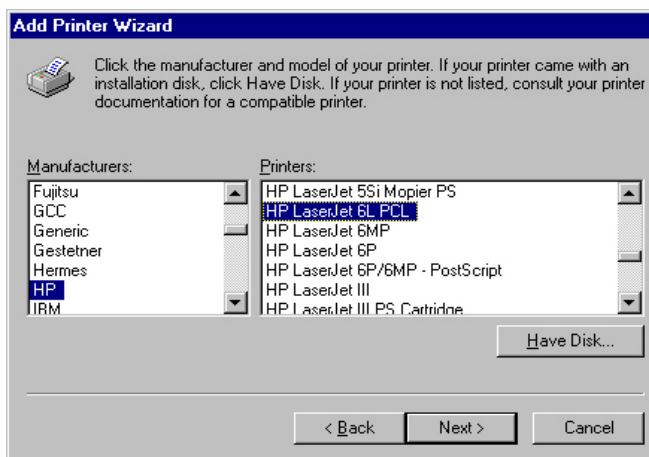 Add Printer Wizard
Click the manufacturer and model of your printer. If your printer came with an
installation disk, click Have Disk. If your printer is not listed, consult your printer
documentation for a compatible printer.
Manufacturers:
Fujitsu
GCC
Generic
Gestetner
Hermes
HP
IBM
Printers:
HP LaserJet 5Si Mopier PS
HP LaserJet 6L PCL
HP LaserJet 6MP
HP LaserJet 6P
HP LaserJet 6P/6MP - PostScript
HP LaserJet III
HP LaserJet III PS Cartridge
Have Disk...
< Back
Next >
Cancel